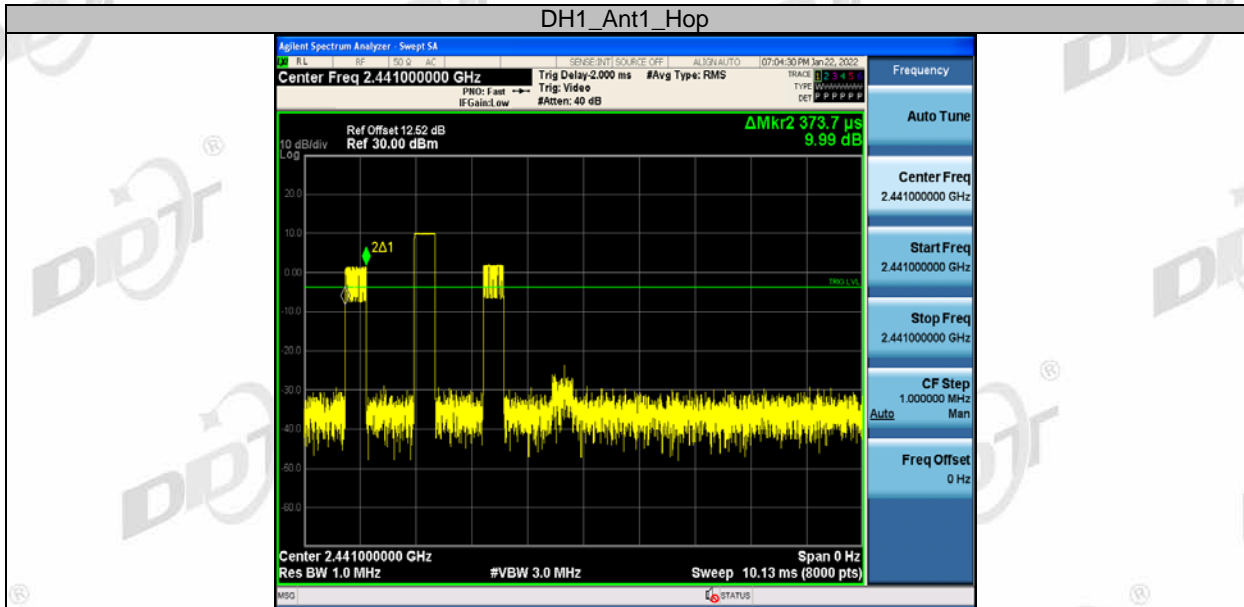 DH1_Ant1_Hop
Agilent Spectrum Analyzer - Swept SA
RL RF 50 Ω AC SENSE:INT SOURCE OFF ALIGN AUTO 07:04:30 PM Jan 22, 2022
Center Freq 2.441000000 GHz
Trig Delay-2.000 ms #Avg Type: RMS
PNO: Fast Trig: Video
IFGain:Low #Atten: 40 dB
TRACE 1 2 3 4 5 6
TYPE
DET P P P P P P
Frequency
Auto Tune
Center Freq
2.441000000 GHz
Start Freq
2.441000000 GHz
Stop Freq
2.441000000 GHz
CF Step
1.000000 MHz
Auto Man
Freq Offset
0 Hz
ΔMkr2 373.7 µs
9.99 dB
Ref Offset 12.52 dB
10 dB/div Ref 30.00 dBm
Log
20.0
10.0
2Δ1
0.00
TRIG LVL
-10.0
-20.0
-30.0
-40.0
-50.0
-60.0
Center 2.441000000 GHz Span 0 Hz
Res BW 1.0 MHz #VBW 3.0 MHz Sweep 10.13 ms (8000 pts)
MSG STATUS
DDT
®